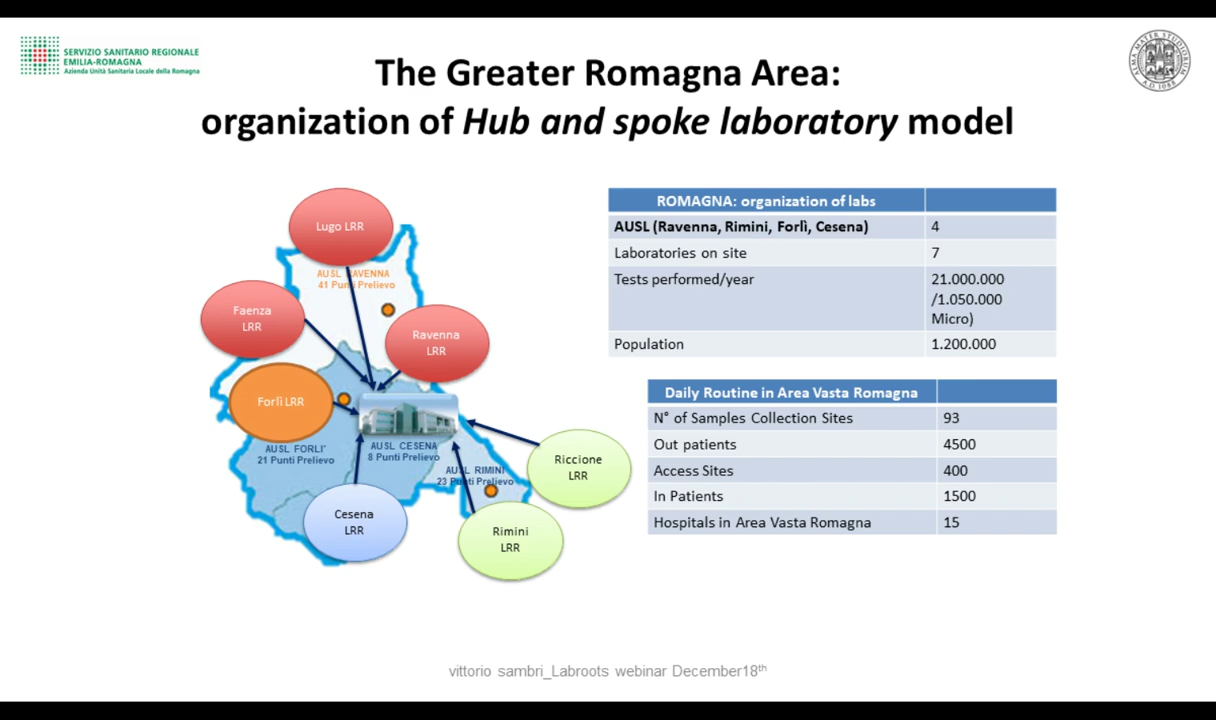 SERVIZIO SANITARIO REGIONALE
EMILIA-ROMAGNA
Azienda Unità Sanitaria Locale della Romagna
ALMA MATER STUDIORUM
A.D. 1088
The Greater Romagna Area:
organization of Hub and spoke laboratory model
Lugo LRR
AUSL RAVENNA
41 Punti Prelievo
Faenza
LRR
Ravenna
LRR
Forlì LRR
AUSL FORLI'
21 Punti Prelievo
AUSL CESENA
8 Punti Prelievo
AUSL RIMINI
23 Punti Prelievo
Riccione
LRR
Cesena
LRR
Rimini
LRR
ROMAGNA: organization of labs
AUSL (Ravenna, Rimini, Forlì, Cesena) 4
Laboratories on site 7
Tests performed/year 21.000.000
/1.050.000
Micro)
Population 1.200.000
Daily Routine in Area Vasta Romagna
N° of Samples Collection Sites 93
Out patients 4500
Access Sites 400
In Patients 1500
Hospitals in Area Vasta Romagna 15
vittorio sambri_Labroots webinar December18th